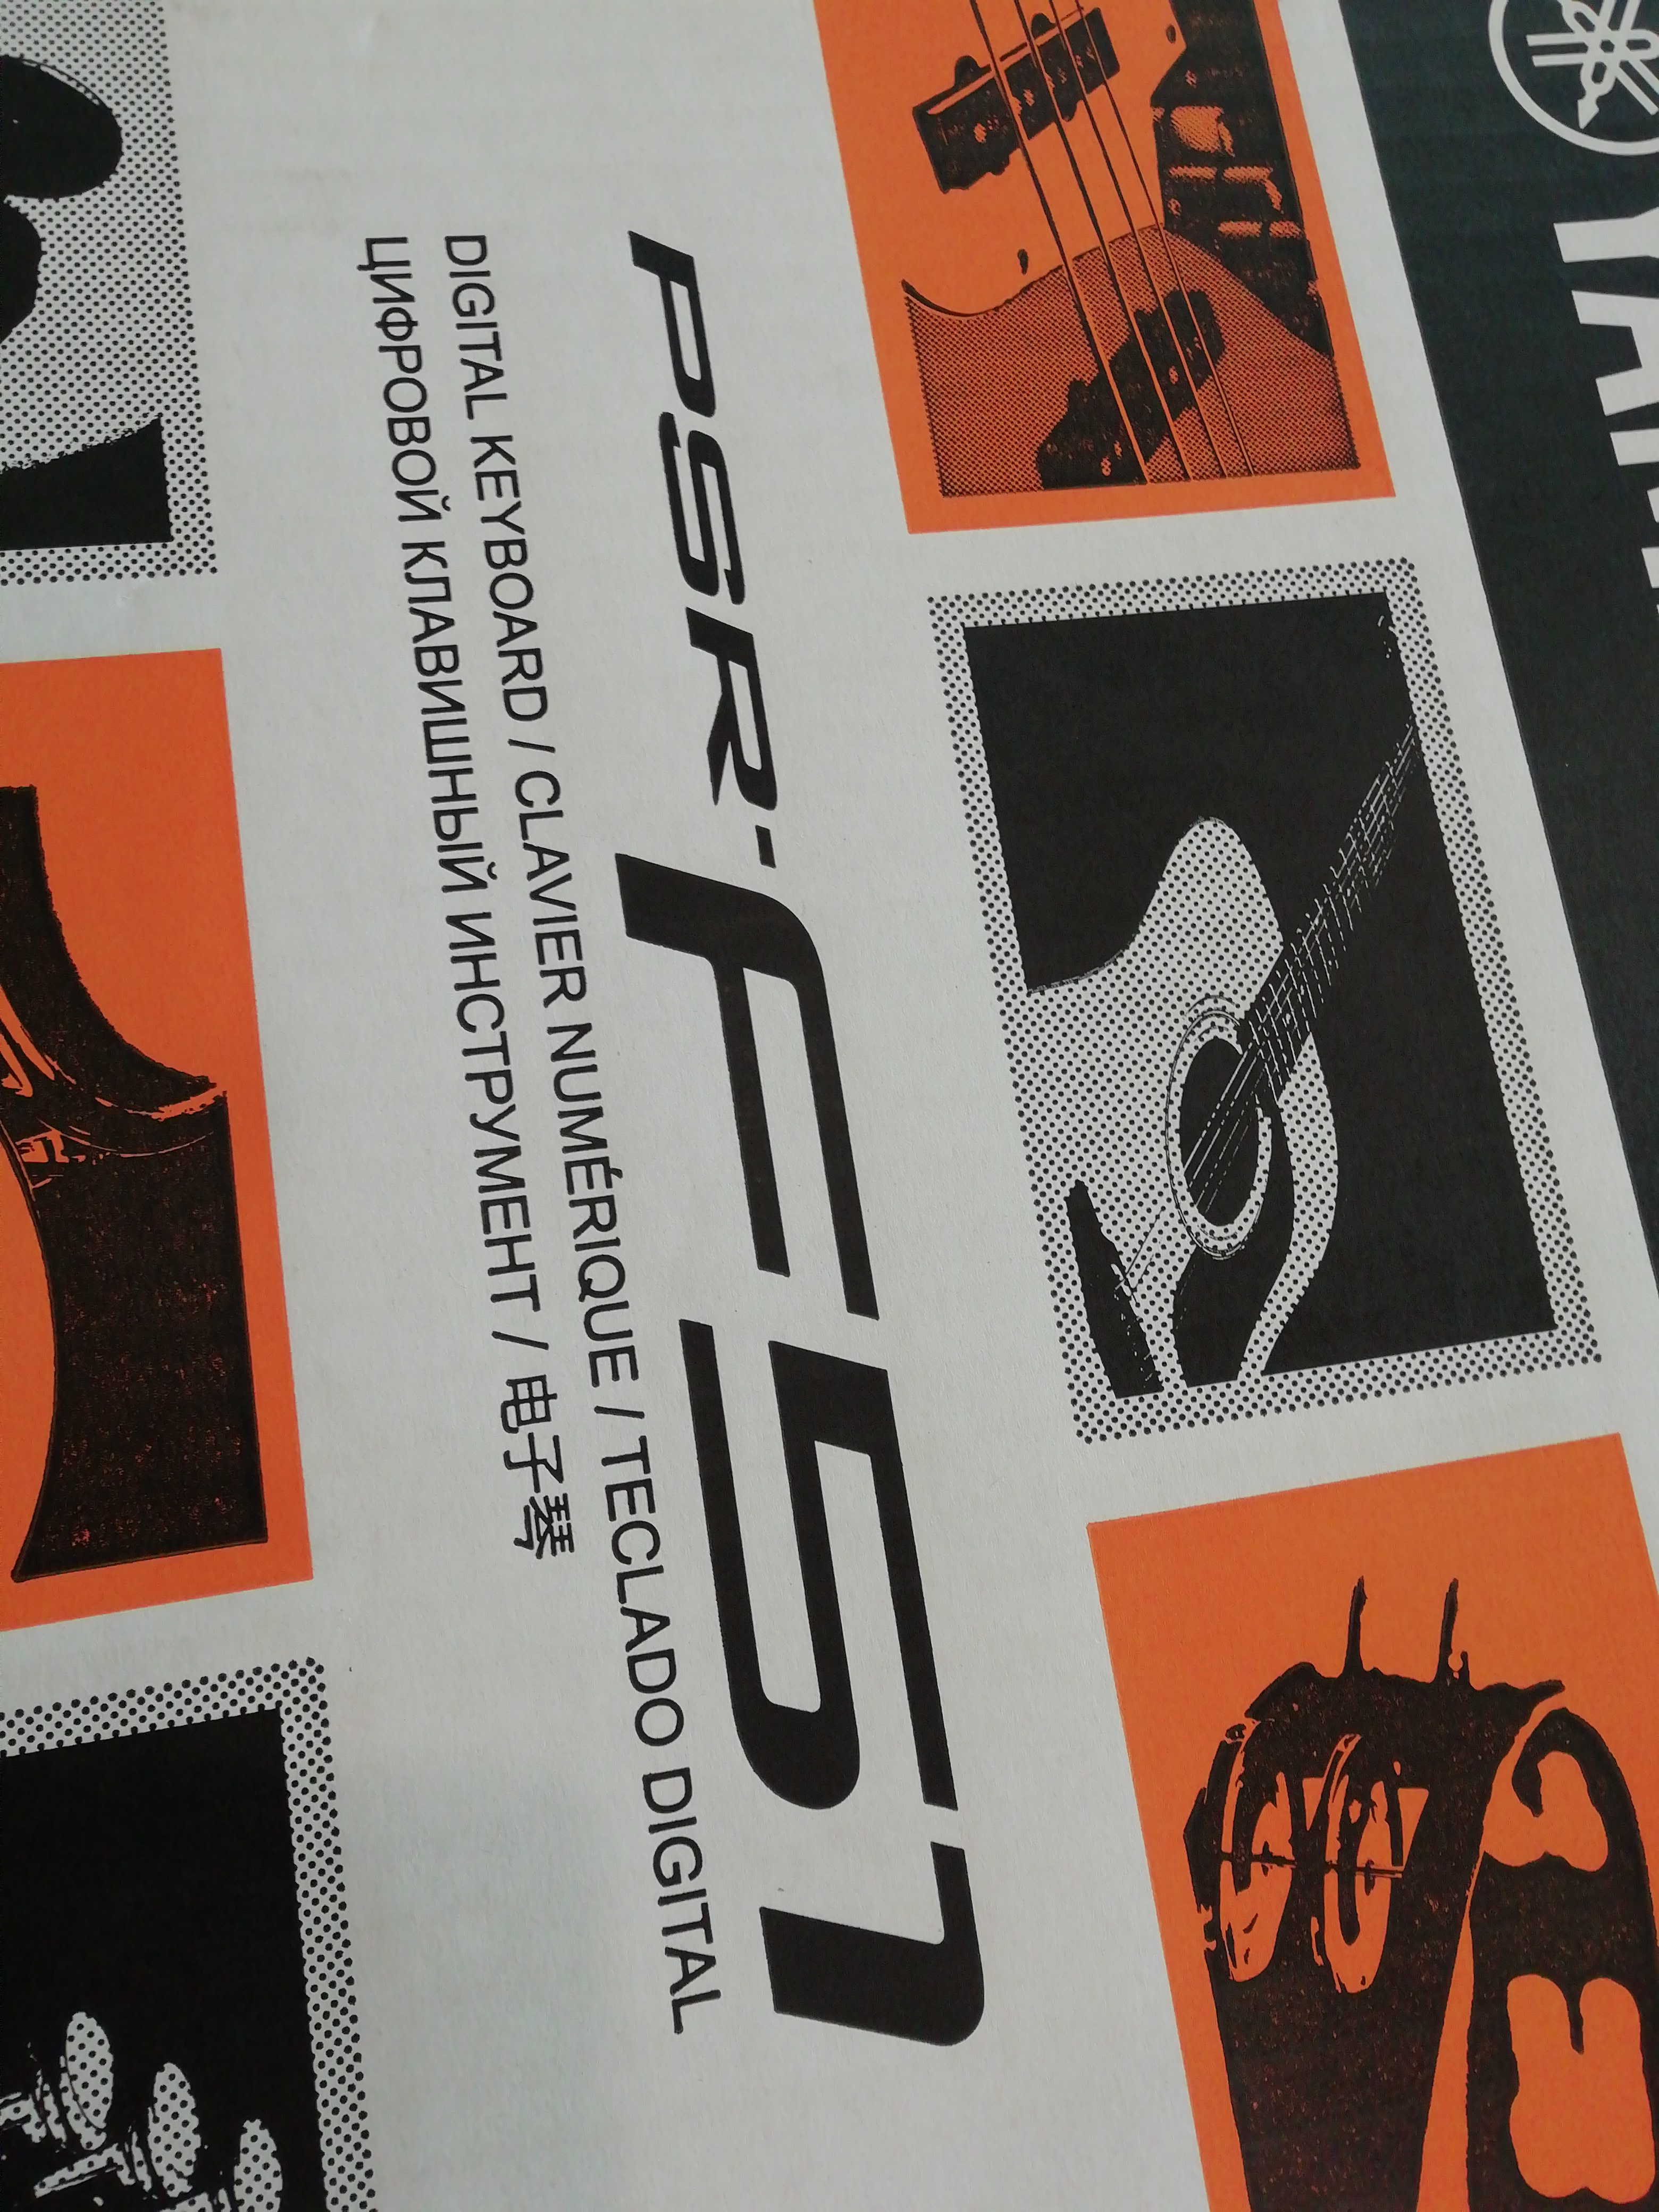 PSR-F51
DIGITAL KEYBOARD / CLAVIER NUMÉRIQUE / TECLADO DIGITAL
ЦИФРОВОЙ КЛАВИШНЫЙ ИНСТРУМЕНТ / 电子琴